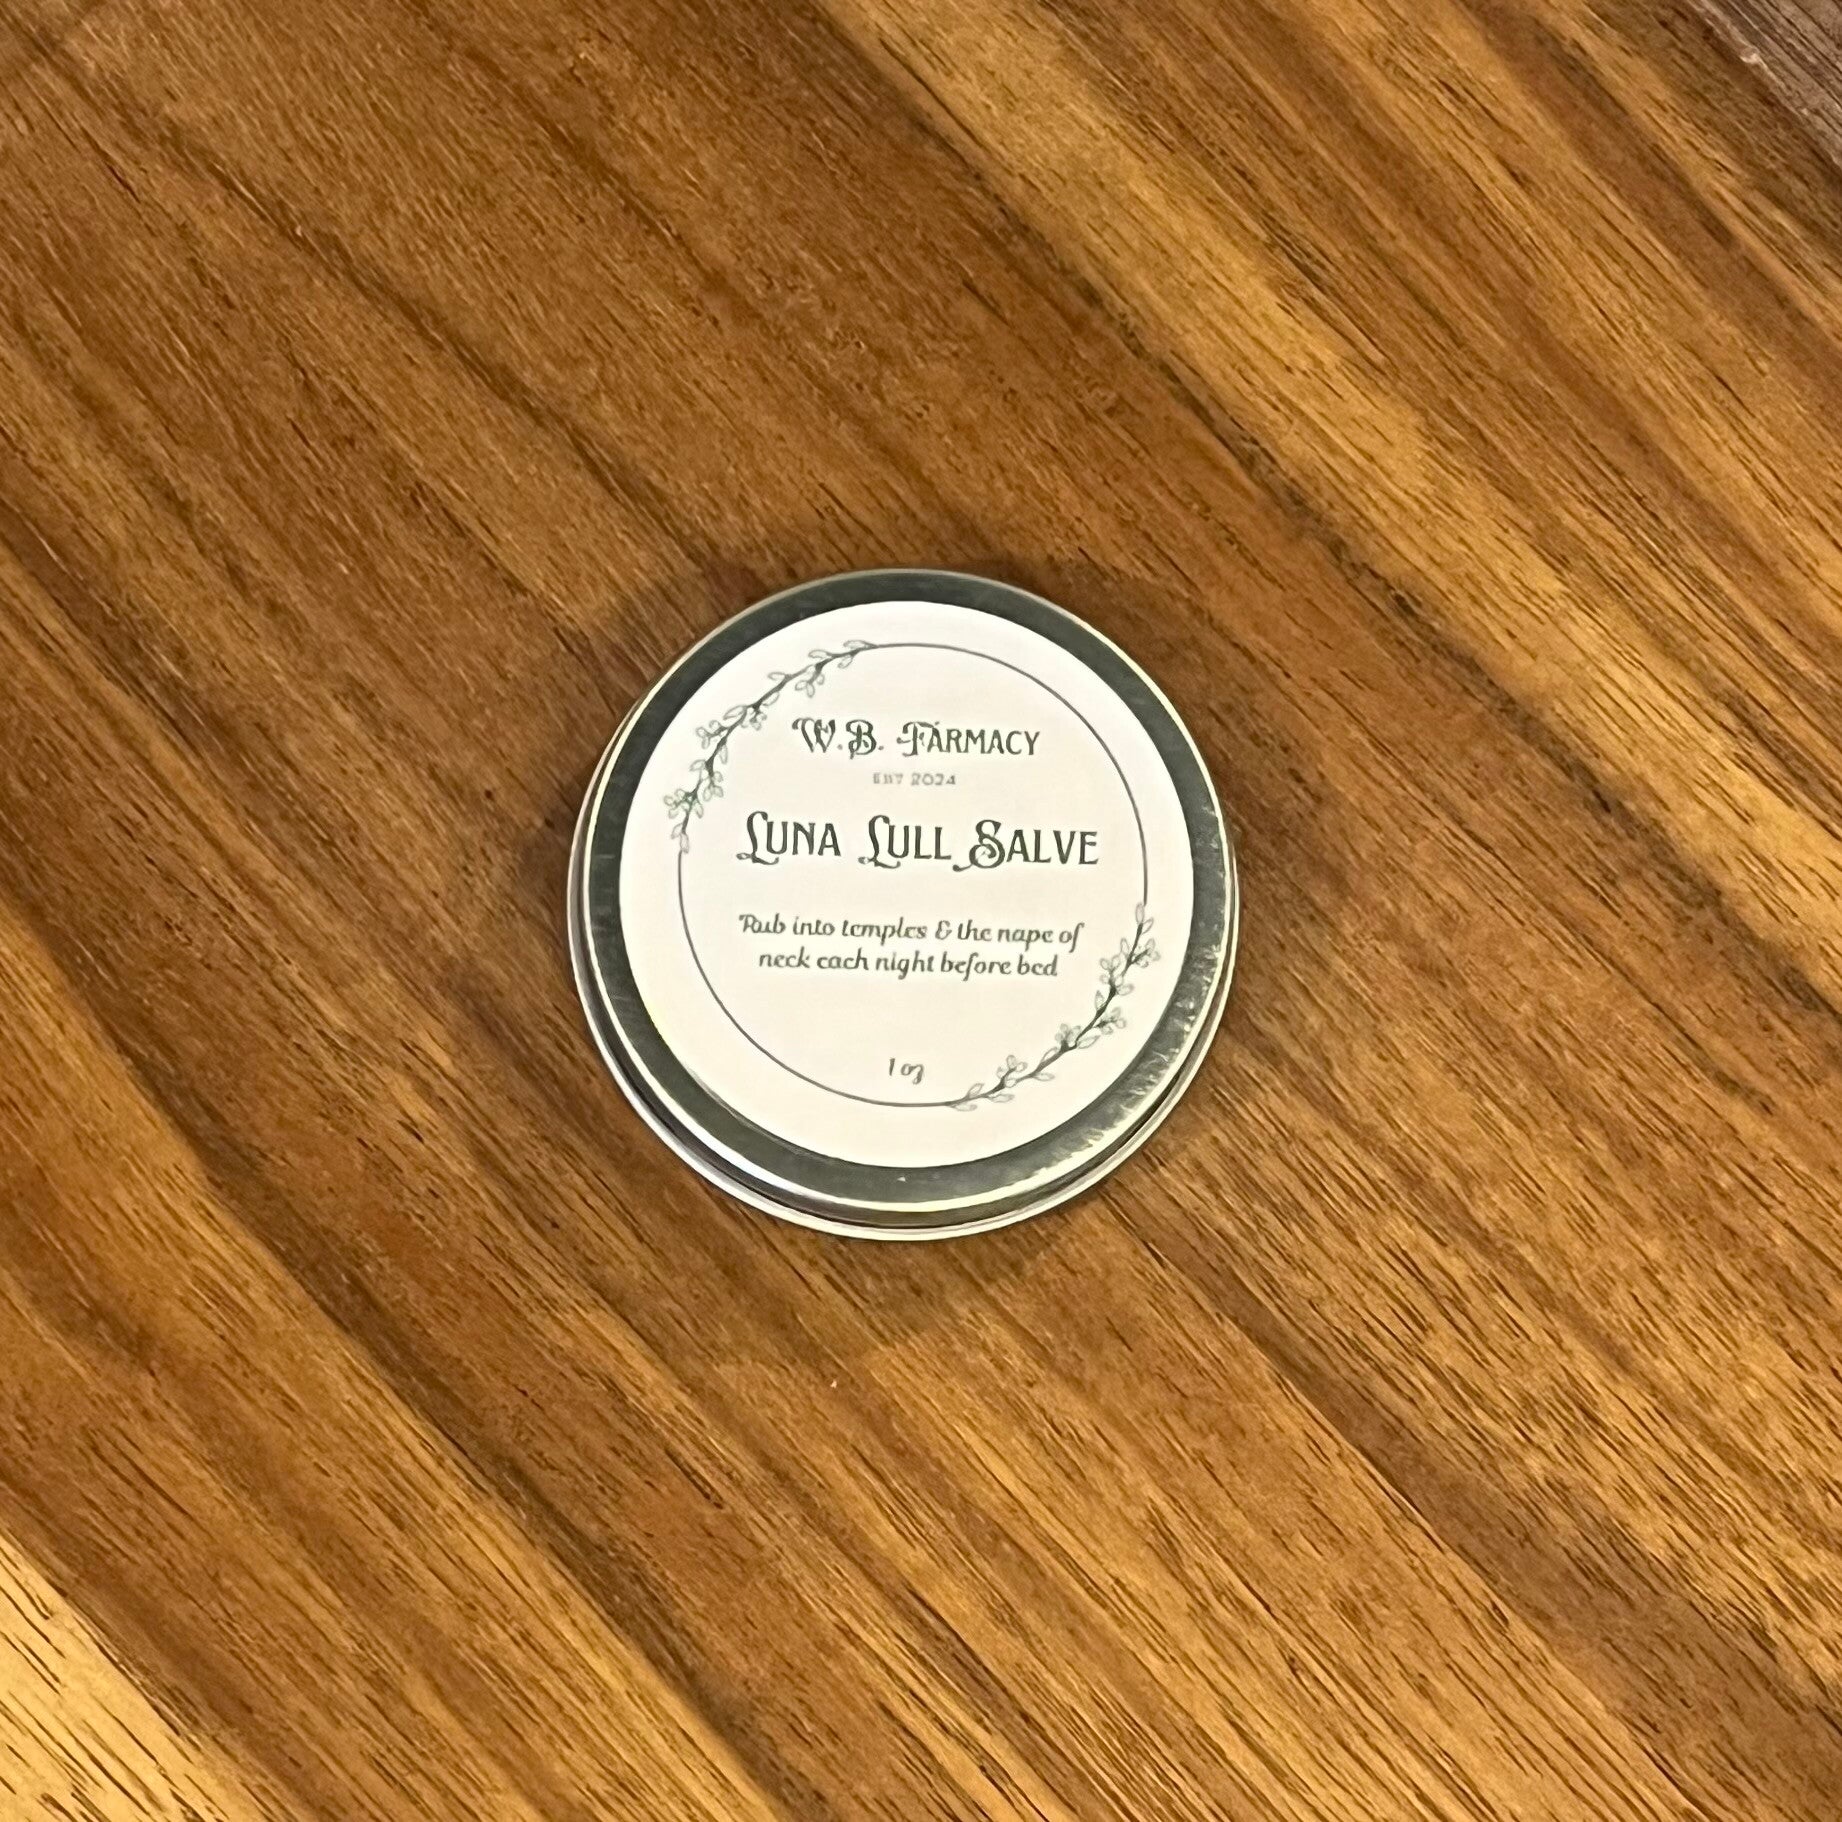 W.B. Farmacy
EST 2024
Luna Lull Salve
Rub into temples & the nape of
neck each night before bed
1 oz